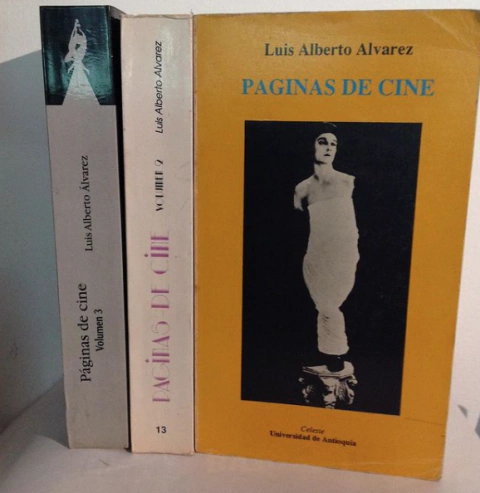 Páginas de cine
Volumen 3
Luis Alberto Álvarez
PAGINAS DE CINE
VOLUMEN 2
Luis Alberto Alvarez
13
Luis Alberto Alvarez
PAGINAS DE CINE
Celeste
Universidad de Antioquia